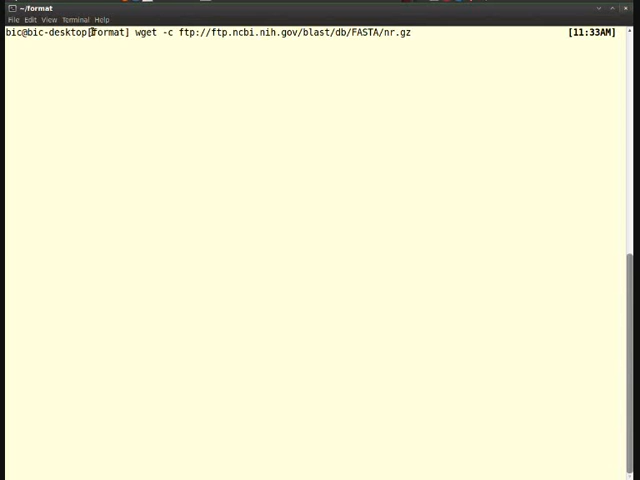 ~/format
File Edit View Terminal Help
bic@bic-desktop[format] wget -c ftp://ftp.ncbi.nih.gov/blast/db/FASTA/nr.gz [11:33AM]